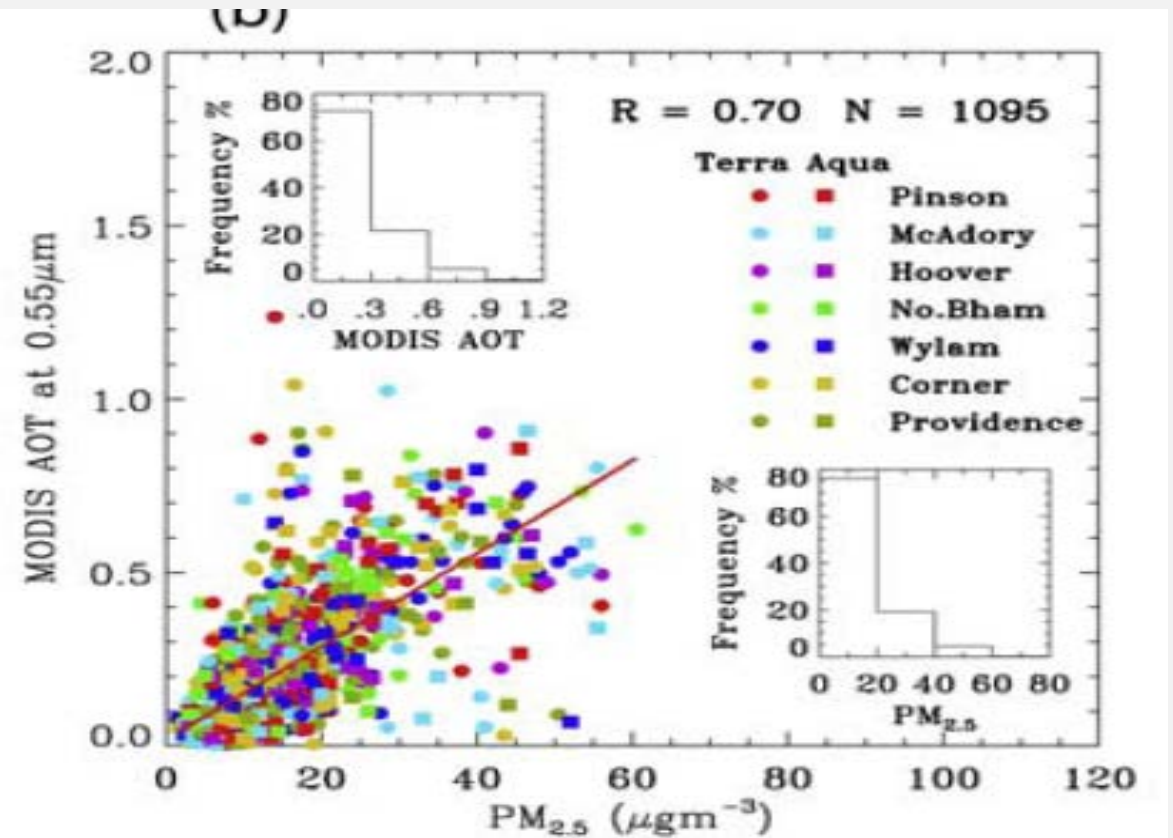 (b)
2.0
1.5
1.0
0.5
0.0
MODIS AOT at 0.55μm
0 20 40 60 80 100 120
PM2.5 (μgm−3)
80
60
40
20
0
Frequency %
.0 .3 .6 .9 1.2
MODIS AOT
R = 0.70 N = 1095
Terra Aqua
Pinson
McAdory
Hoover
No.Bham
Wylam
Corner
Providence
80
60
40
20
0
Frequency %
0 20 40 60 80
PM2.5